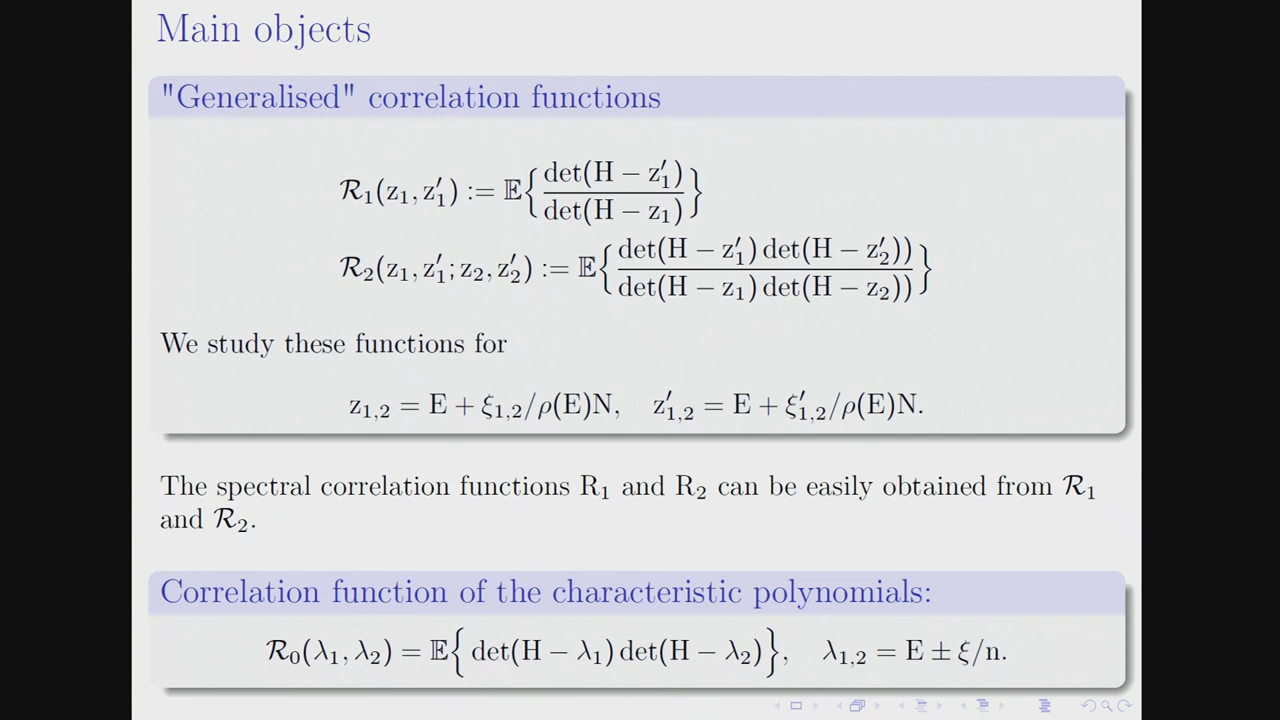 Main objects
"Generalised" correlation functions
ℛ₁(z₁, z′₁) := 𝔼{det(H − z′₁) / det(H − z₁)}
ℛ₂(z₁, z′₁; z₂, z′₂) := 𝔼{det(H − z′₁) det(H − z′₂)) / det(H − z₁) det(H − z₂))}
We study these functions for
z₁,₂ = E + ξ₁,₂/ρ(E)N, z′₁,₂ = E + ξ′₁,₂/ρ(E)N.
The spectral correlation functions R₁ and R₂ can be easily obtained from ℛ₁
and ℛ₂.
Correlation function of the characteristic polynomials:
ℛ₀(λ₁, λ₂) = 𝔼{ det(H − λ₁) det(H − λ₂)}, λ₁,₂ = E ± ξ/n.